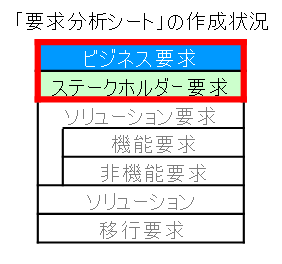 「要求分析シート」の作成状況
ビジネス要求
ステークホルダー要求
ソリューション要求
機能要求
非機能要求
ソリューション
移行要求